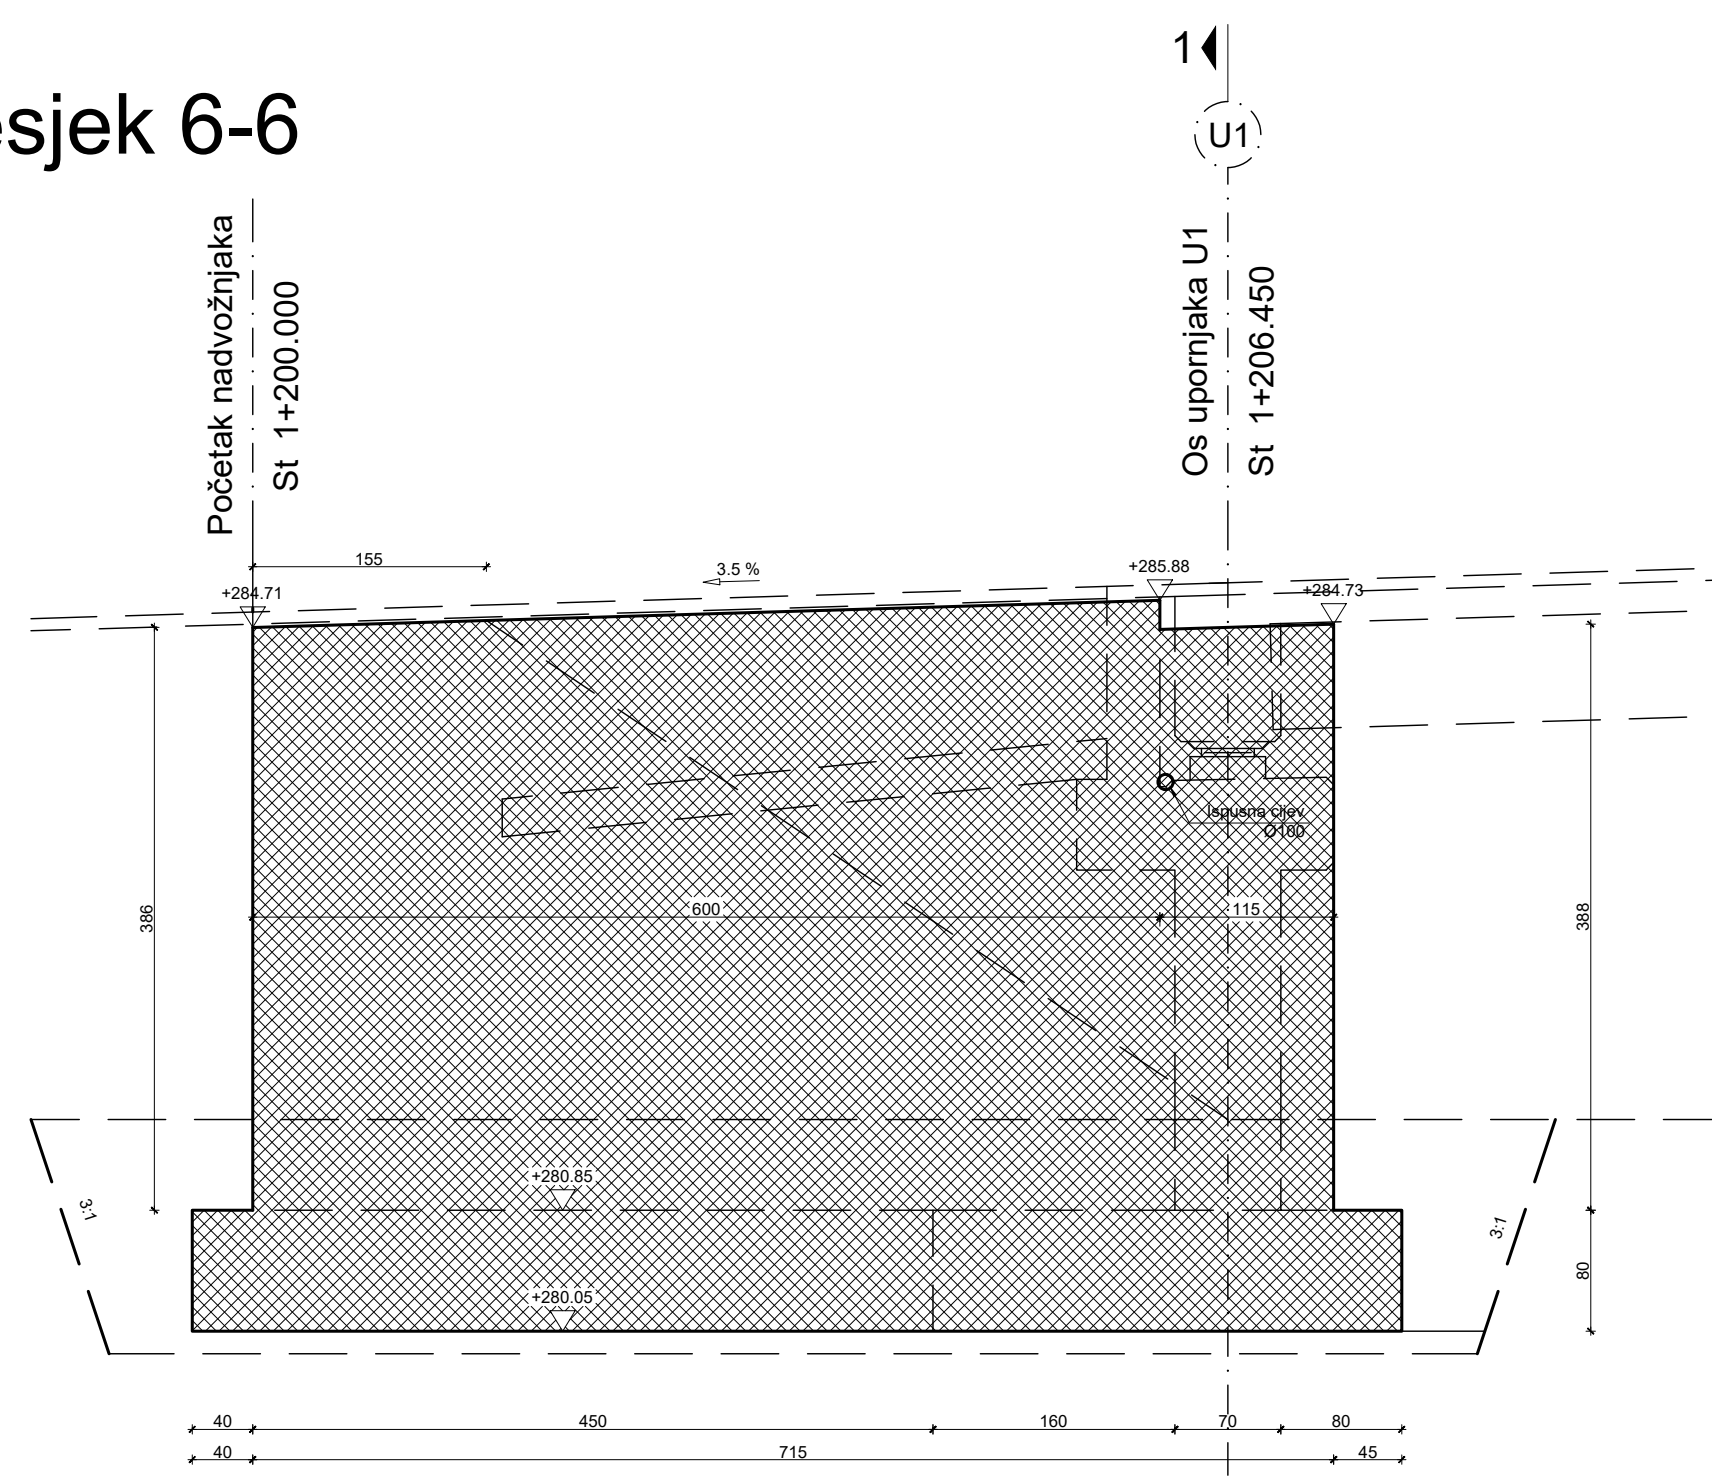 1
esjek 6-6
U1
Početak nadvožnjaka
St 1+200.000
Os upornjaka U1
St 1+206.450
155
3.5 %
+285.88
+284.71
+284.73
Ispusna cijev
Ø100
386
600
115
388
+280.85
3:1
3:1
80
+280.05
40
450
160
70
80
40
715
45